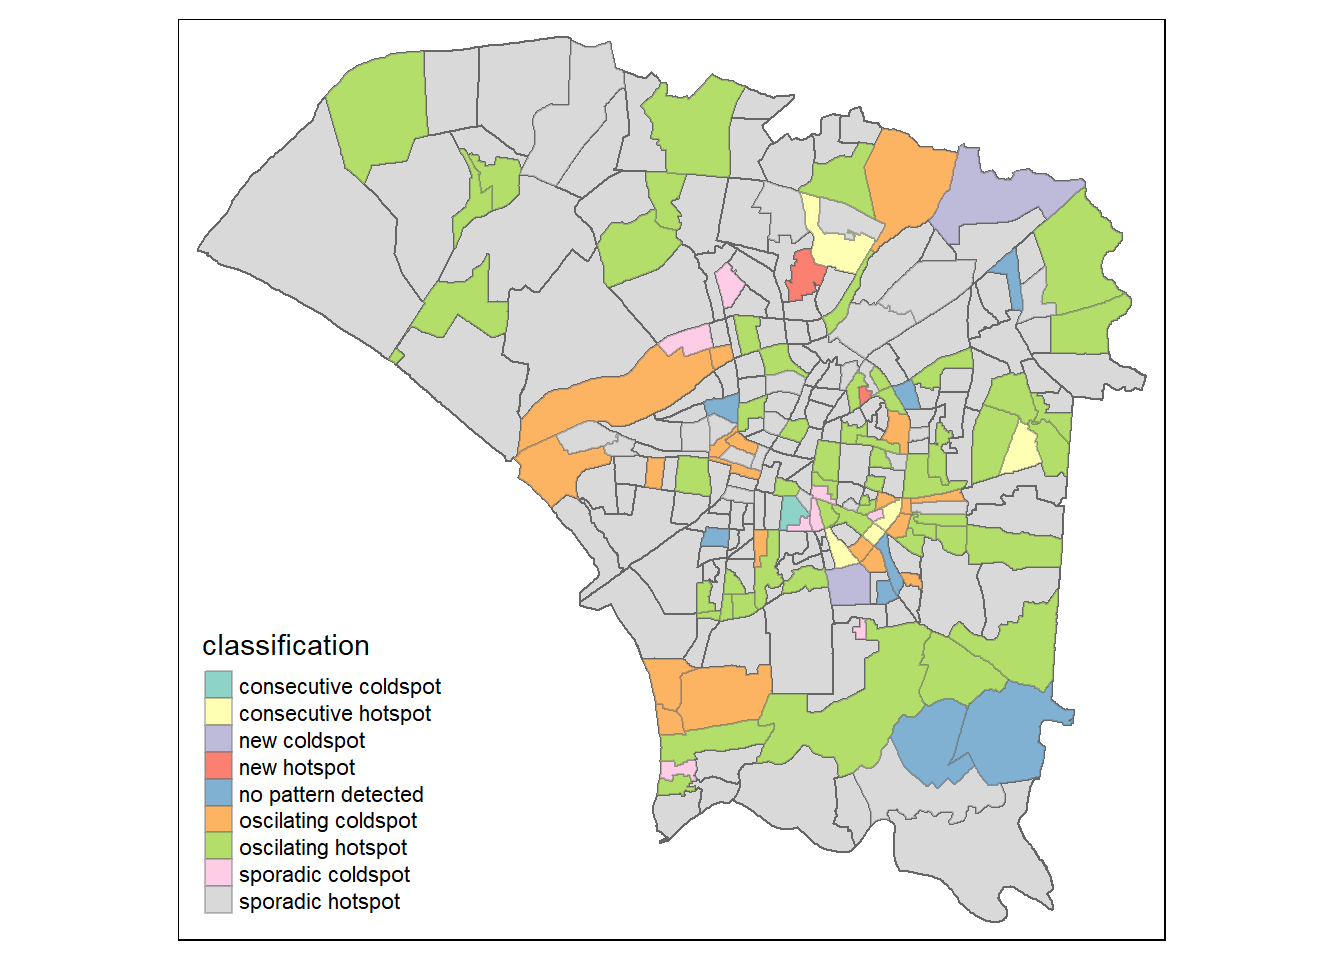 classification
consecutive coldspot
consecutive hotspot
new coldspot
new hotspot
no pattern detected
oscilating coldspot
oscilating hotspot
sporadic coldspot
sporadic hotspot